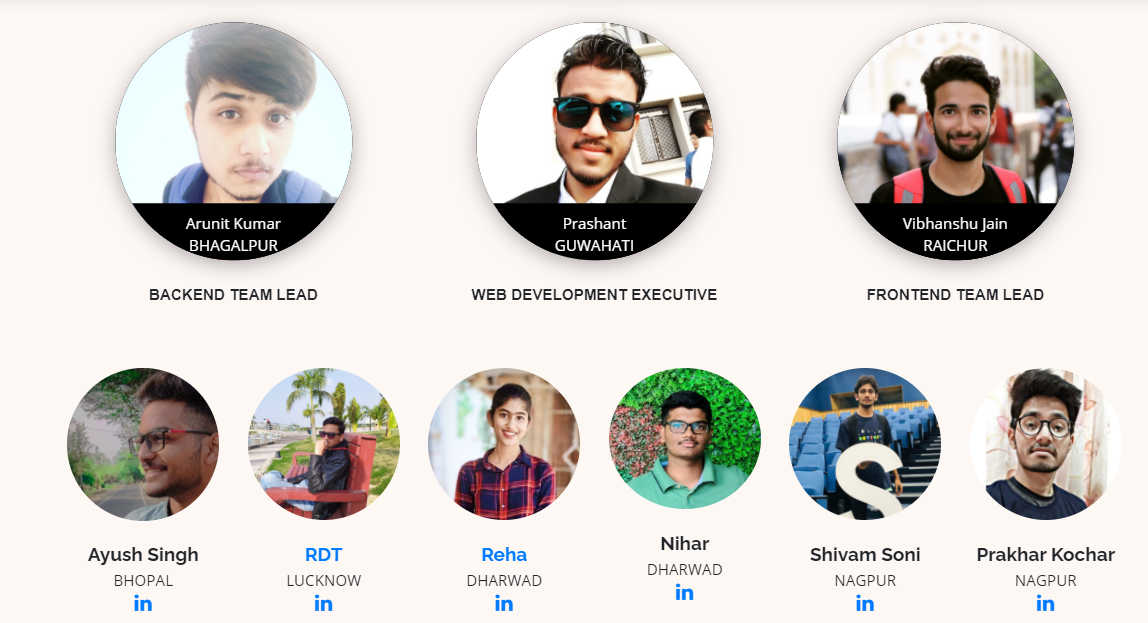 Arunit Kumar
BHAGALPUR
BACKEND TEAM LEAD
Prashant
GUWAHATI
WEB DEVELOPMENT EXECUTIVE
Vibhanshu Jain
RAICHUR
FRONTEND TEAM LEAD
Ayush Singh
BHOPAL
in
RDT
LUCKNOW
in
Reha
DHARWAD
in
Nihar
DHARWAD
in
S
Shivam Soni
NAGPUR
in
Prakhar Kochar
NAGPUR
in